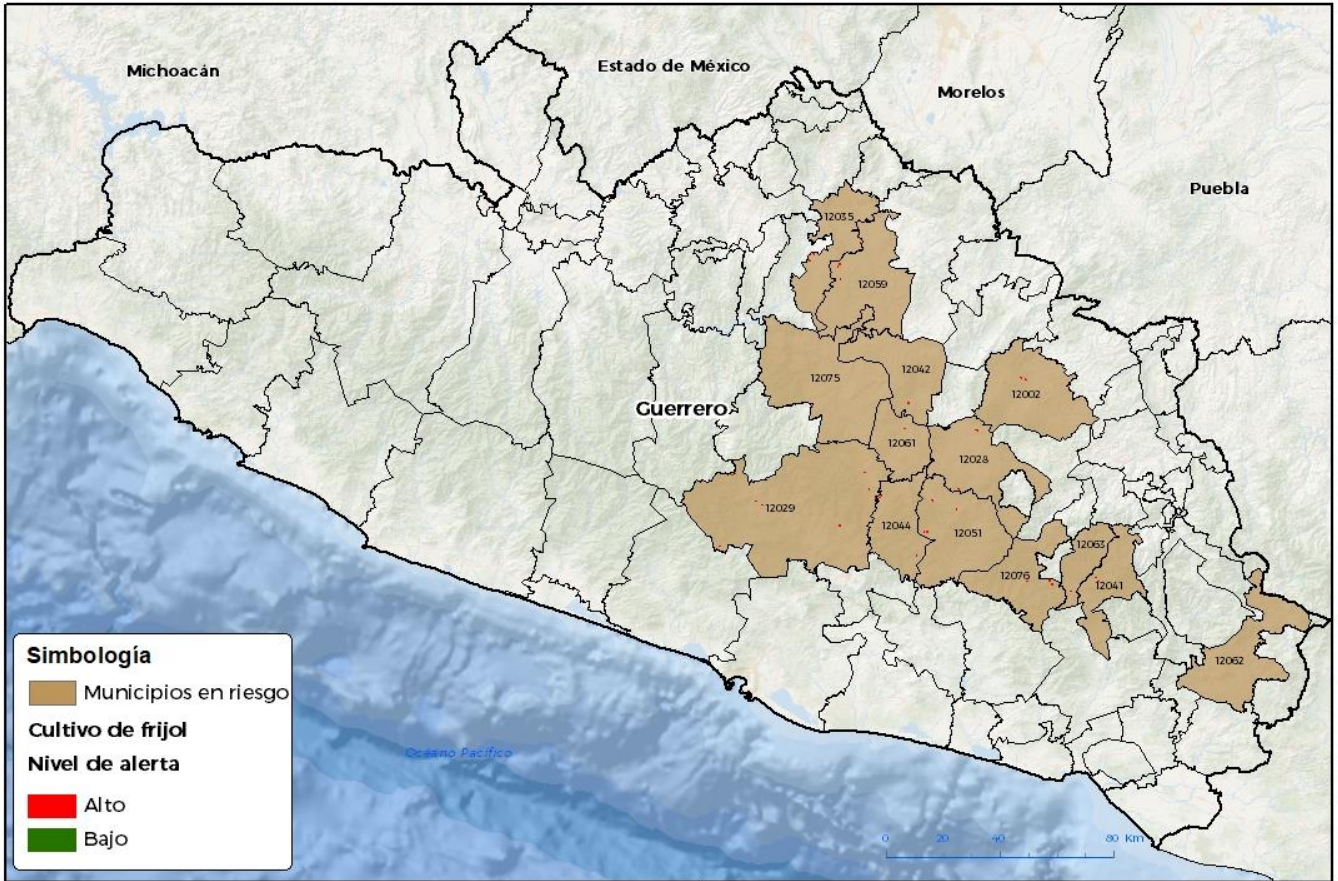 Michoacán
Estado de México
Morelos
Puebla
12035
12059
12075
12042
12002
Guerrero
12061
12028
12029
12044
12051
12063
12076
12041
12062
Simbología
Municipios en riesgo
Cultivo de frijol
Nivel de alerta
Alto
Bajo
Océano Pacífico
0 20 40 80 Km